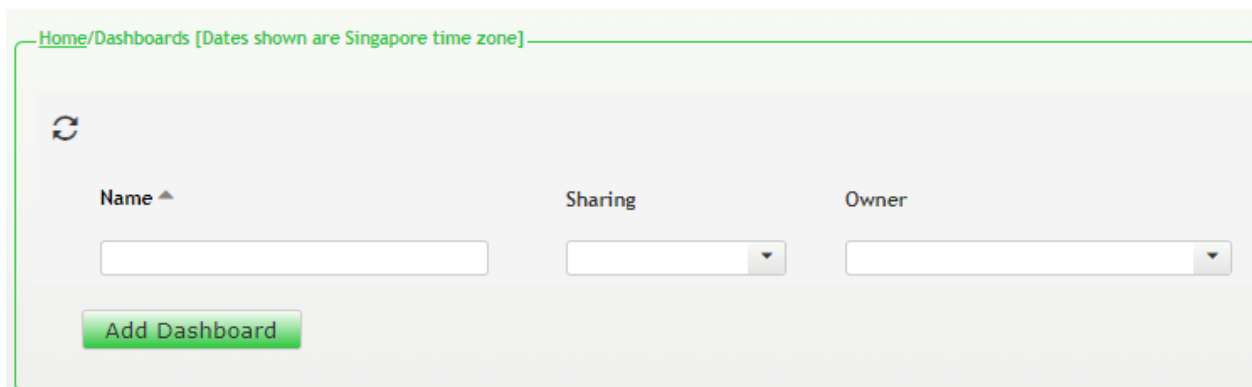 Home/Dashboards [Dates shown are Singapore time zone]
Name Sharing Owner
Add Dashboard